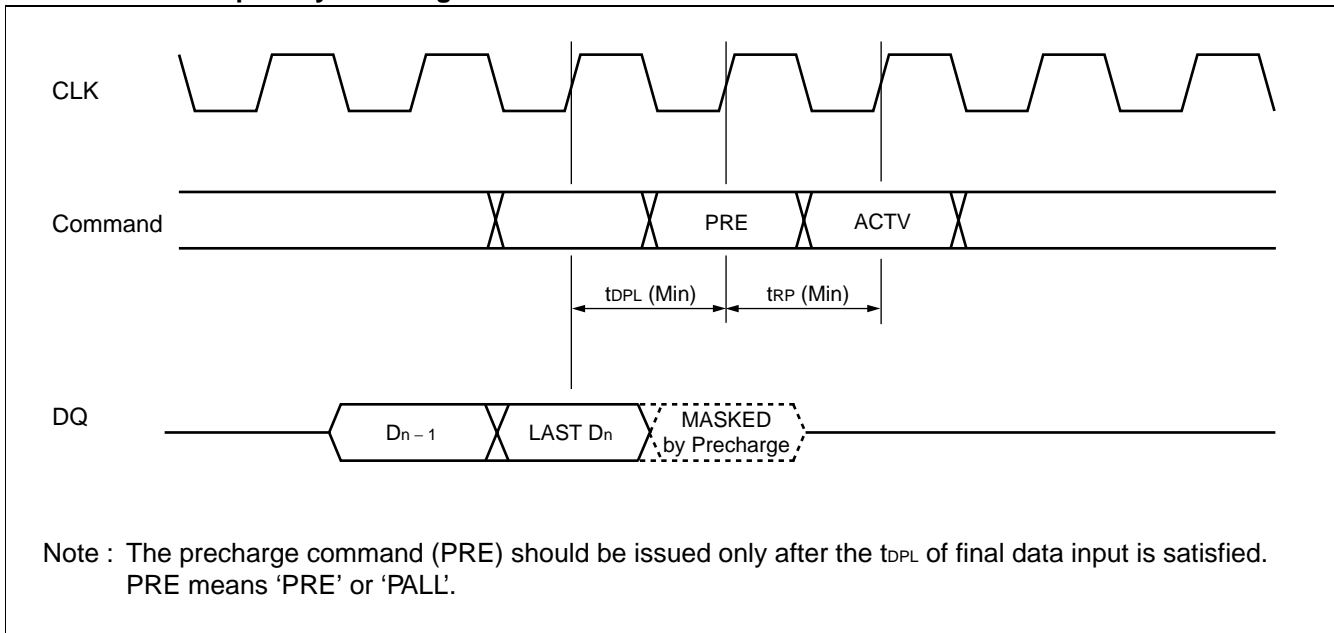 CLK
Command
PRE
ACTV
tDPL (Min)
tRP (Min)
DQ
Dn – 1
LAST Dn
MASKED
by Precharge
Note : The precharge command (PRE) should be issued only after the tDPL of final data input is satisfied.
PRE means ‘PRE’ or ‘PALL’.